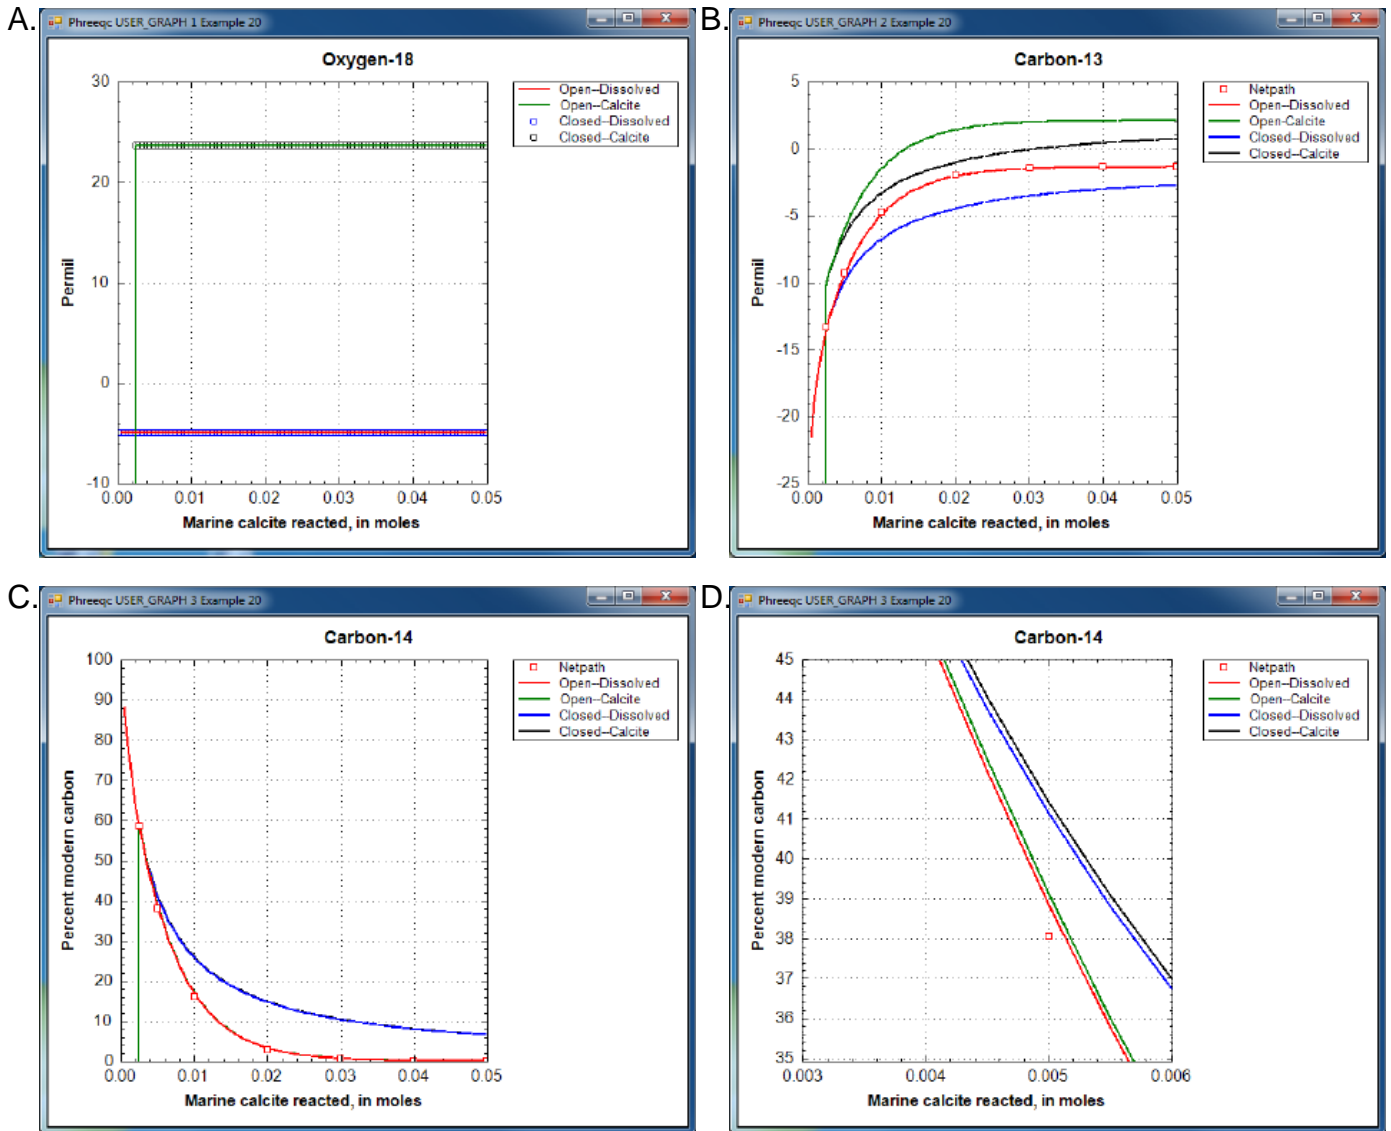 A.
Phreeqc USER_GRAPH 1 Example 20
Oxygen-18
30
20
10
0
-10
Permil
0.00 0.01 0.02 0.03 0.04 0.05
Marine calcite reacted, in moles
Open--Dissolved
Open--Calcite
Closed--Dissolved
Closed--Calcite
B.
Phreeqc USER_GRAPH 2 Example 20
Carbon-13
5
0
-5
-10
-15
-20
-25
Permil
0.00 0.01 0.02 0.03 0.04 0.05
Marine calcite reacted, in moles
Netpath
Open--Dissolved
Open-Calcite
Closed--Dissolved
Closed--Calcite
C.
Phreeqc USER_GRAPH 3 Example 20
Carbon-14
100
90
80
70
60
50
40
30
20
10
0
Percent modern carbon
0.00 0.01 0.02 0.03 0.04 0.05
Marine calcite reacted, in moles
Netpath
Open--Dissolved
Open--Calcite
Closed--Dissolved
Closed--Calcite
D.
Phreeqc USER_GRAPH 3 Example 20
Carbon-14
45
44
43
42
41
40
39
38
37
36
35
Percent modern carbon
0.003 0.004 0.005 0.006
Marine calcite reacted, in moles
Netpath
Open--Dissolved
Open--Calcite
Closed--Dissolved
Closed--Calcite